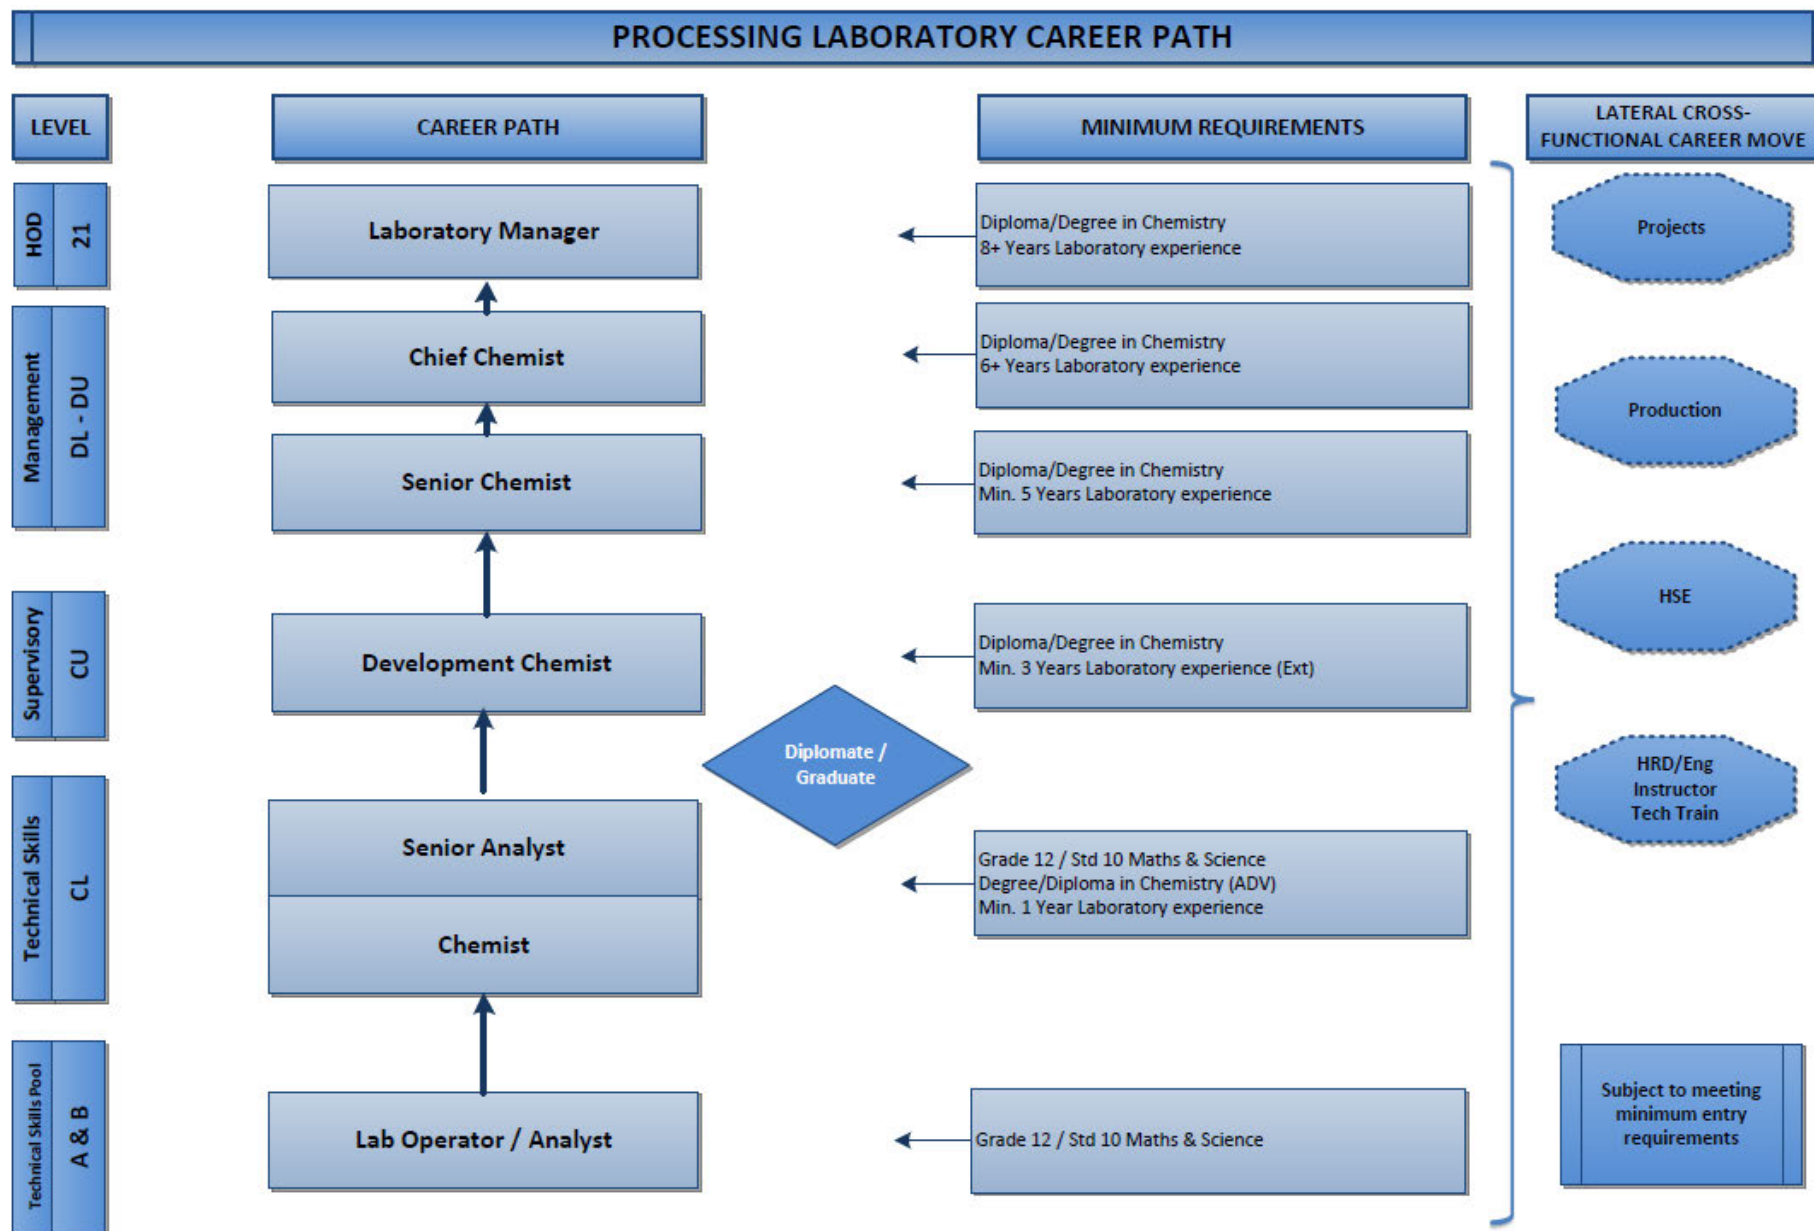 PROCESSING LABORATORY CAREER PATH
LEVEL
CAREER PATH
MINIMUM REQUIREMENTS
LATERAL CROSS-
FUNCTIONAL CAREER MOVE
HOD
21
Laboratory Manager
Diploma/Degree in Chemistry
8+ Years Laboratory experience
Projects
Management
DL - DU
Chief Chemist
Diploma/Degree in Chemistry
6+ Years Laboratory experience
Production
Senior Chemist
Diploma/Degree in Chemistry
Min. 5 Years Laboratory experience
HSE
Supervisory
CU
Development Chemist
Diploma/Degree in Chemistry
Min. 3 Years Laboratory experience (Ext)
Diplomate /
Graduate
HRD/Eng
Instructor
Tech Train
Technical Skills
CL
Senior Analyst
Chemist
Grade 12 / Std 10 Maths & Science
Degree/Diploma in Chemistry (ADV)
Min. 1 Year Laboratory experience
Technical Skills Pool
A & B
Lab Operator / Analyst
Grade 12 / Std 10 Maths & Science
Subject to meeting
minimum entry
requirements